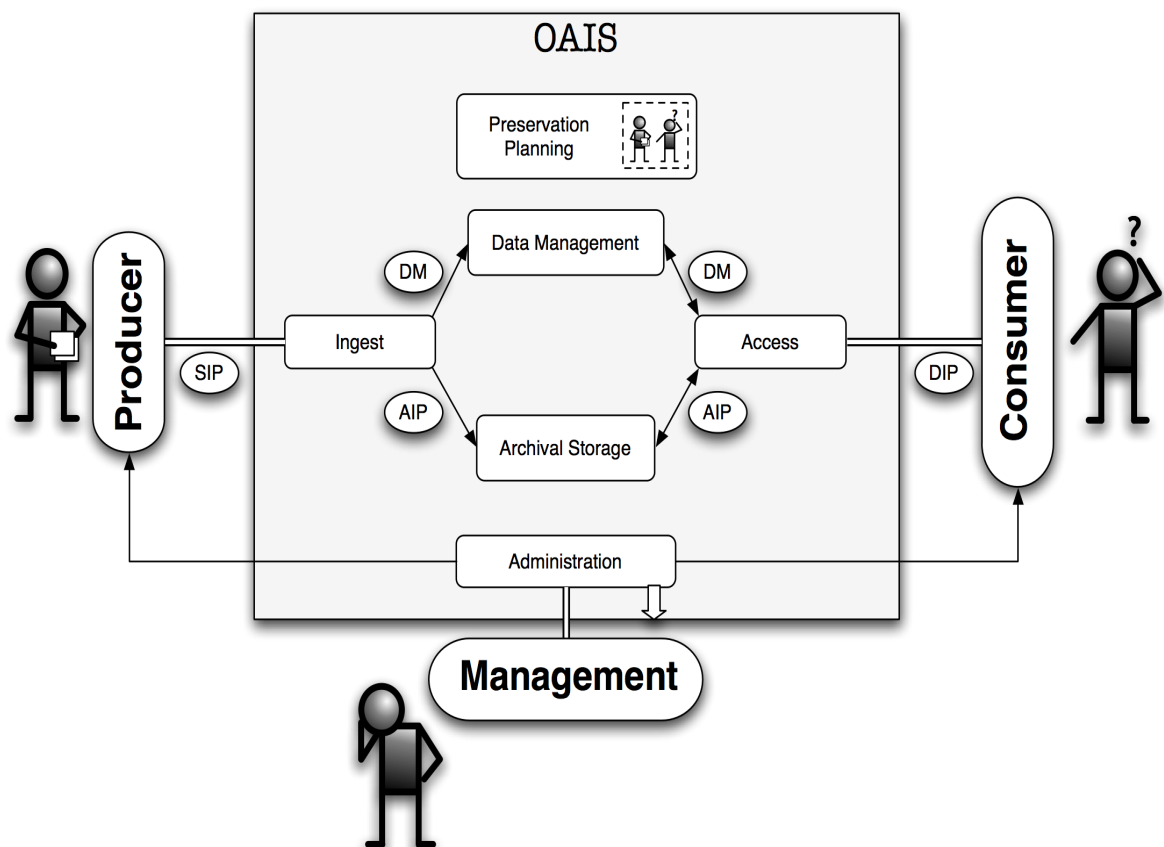 OAIS
Preservation
Planning
?
Data Management
DM
DM
Producer
SIP
Ingest
Access
DIP
Consumer
?
AIP
AIP
Archival Storage
Administration
Management